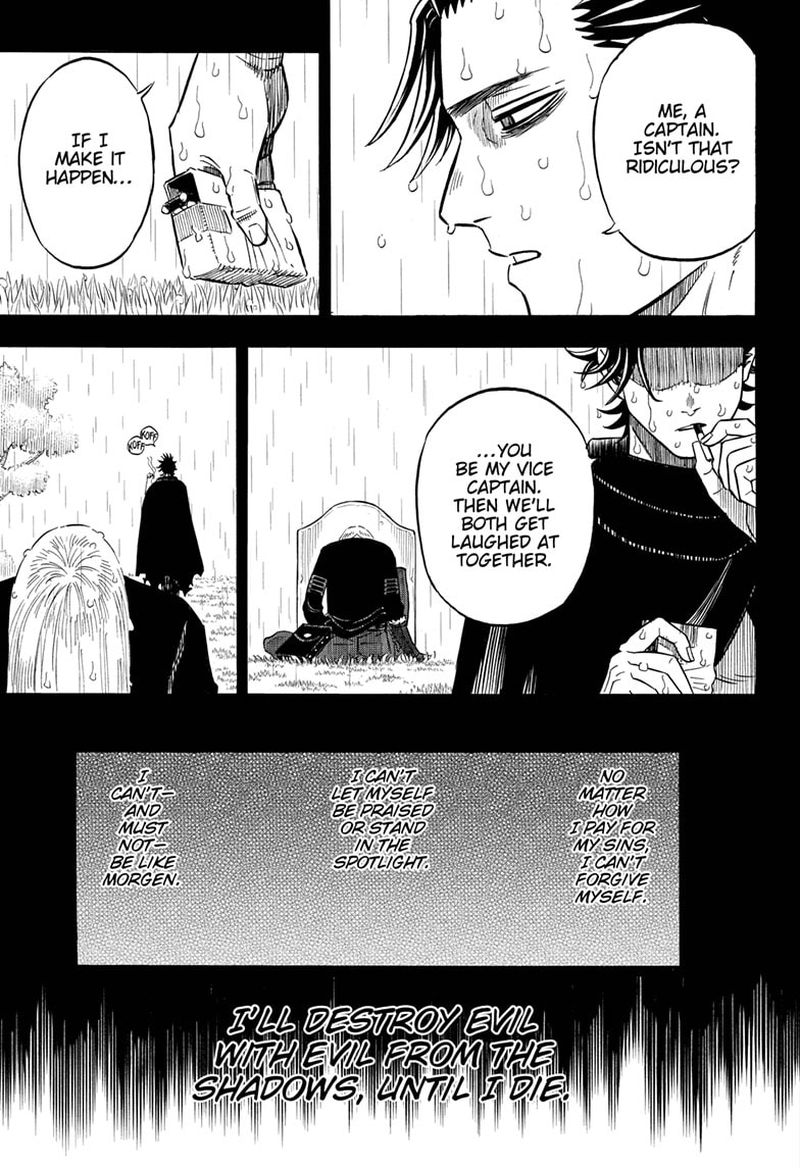 ME, A
CAPTAIN.
ISN'T THAT
RIDICULOUS?
IF I
MAKE IT
HAPPEN...
...YOU
BE MY VICE
CAPTAIN.
THEN WE'LL
BOTH GET
LAUGHED AT
TOGETHER.
KOFF
KOFF
NO
MATTER
HOW
I PAY FOR
MY SINS,
I CAN'T
FORGIVE
MYSELF.
I CAN'T
LET MYSELF
BE PRAISED
OR STAND
IN THE
SPOTLIGHT.
I
CAN'T—
AND
MUST
NOT—
BE LIKE
MORGEN.
I'LL DESTROY EVIL
WITH EVIL FROM THE
SHADOWS, UNTIL I DIE.